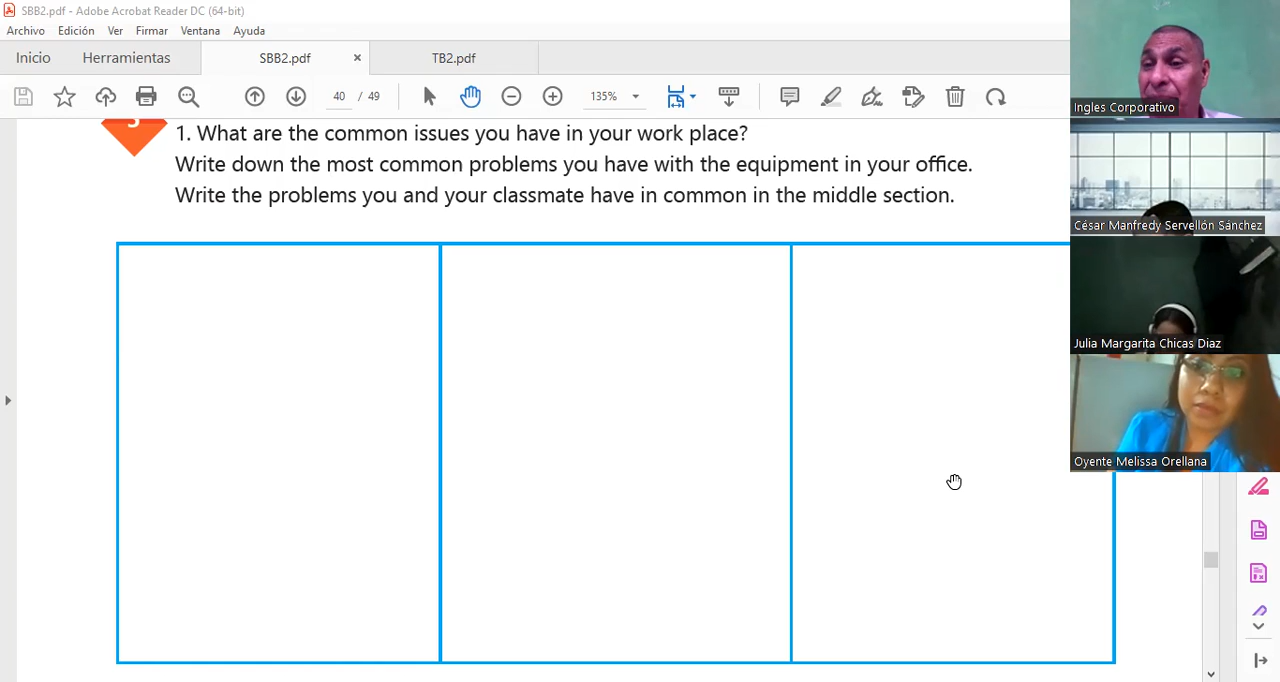 SBB2.pdf - Adobe Acrobat Reader DC (64-bit)
Archivo Edición Ver Firmar Ventana Ayuda
Inicio Herramientas SBB2.pdf × TB2.pdf
40 / 49 135%
1. What are the common issues you have in your work place?
Write down the most common problems you have with the equipment in your office.
Write the problems you and your classmate have in common in the middle section.
Ingles Corporativo
César Manfredy Servellón Sánchez
Julia Margarita Chicas Diaz
Oyente Melissa Orellana